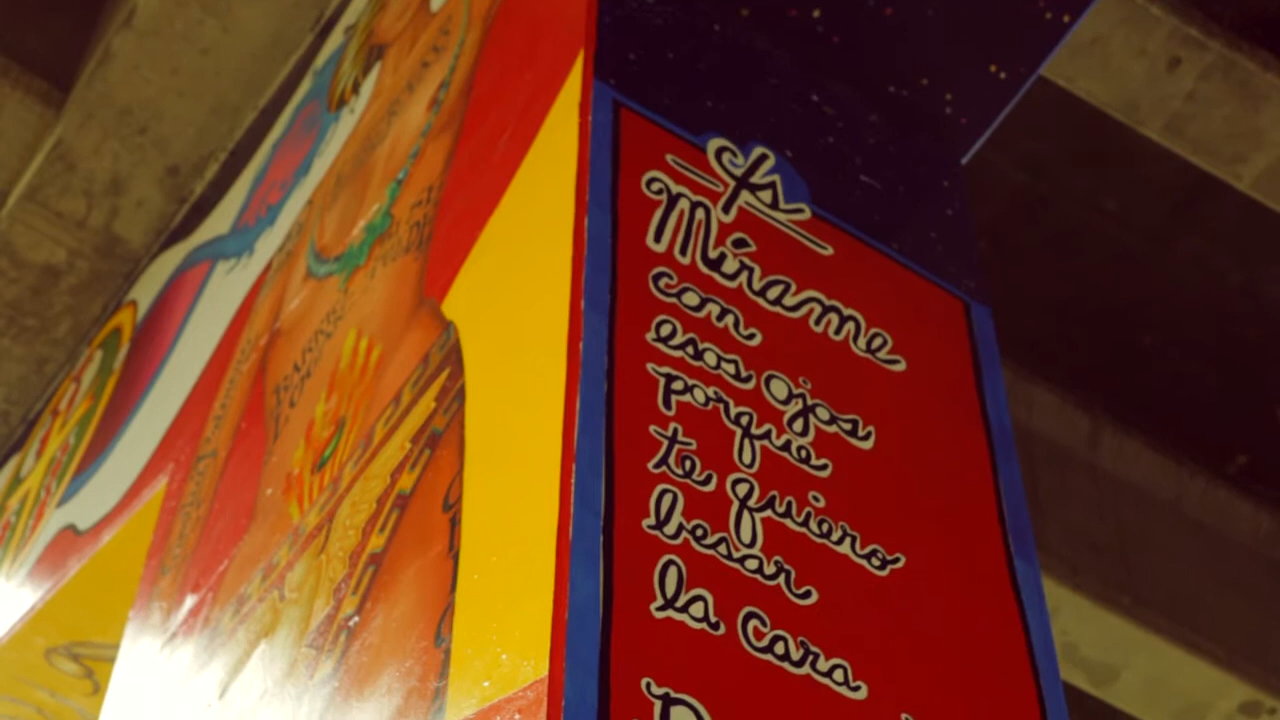 c/s
Mírame
con
esos ojos
porque
te quiero
besar
la cara